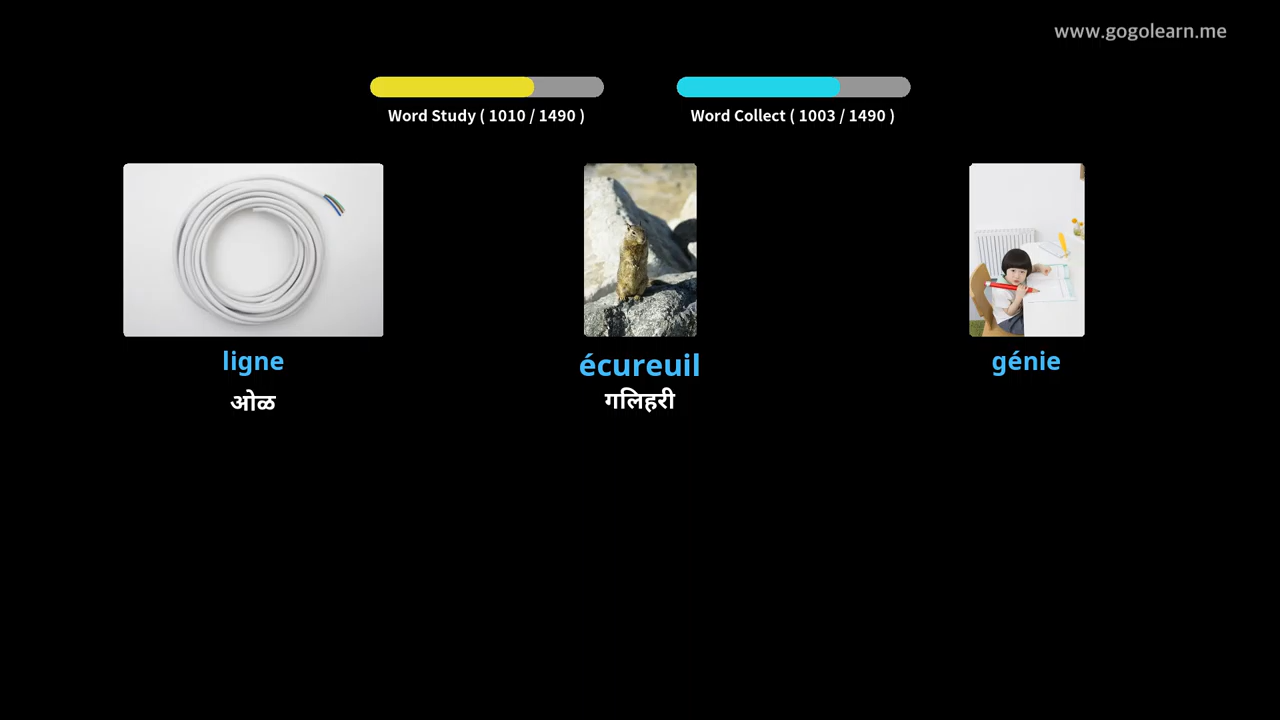 www.gogolearn.me
Word Study ( 1010 / 1490 )
Word Collect ( 1003 / 1490 )
ligne
écureuil
génie
ओळ
गलिहरी